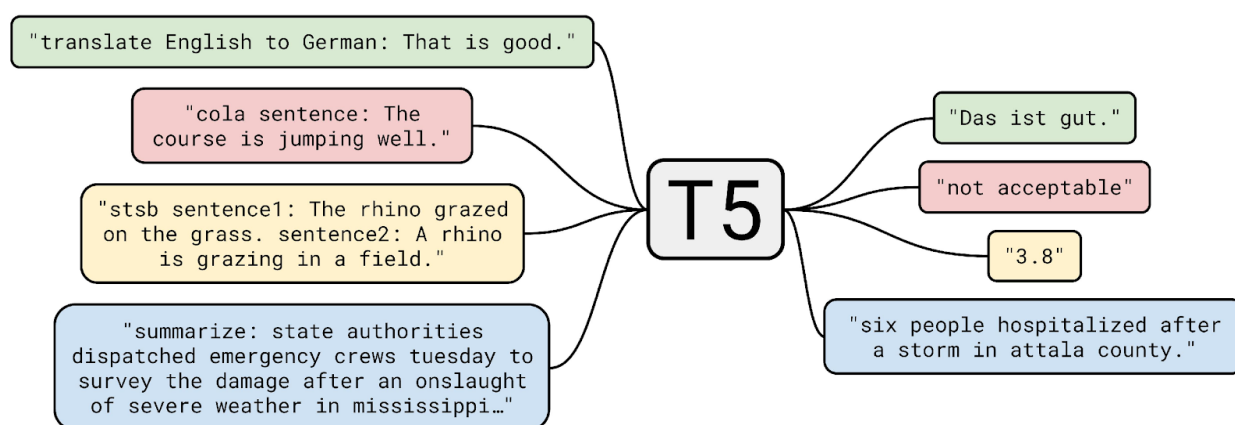 "translate English to German: That is good."
"cola sentence: The
course is jumping well."
"stsb sentence1: The rhino grazed
on the grass. sentence2: A rhino
is grazing in a field."
"summarize: state authorities
dispatched emergency crews tuesday to
survey the damage after an onslaught
of severe weather in mississippi…"
T5
"Das ist gut."
"not acceptable"
"3.8"
"six people hospitalized after
a storm in attala county."